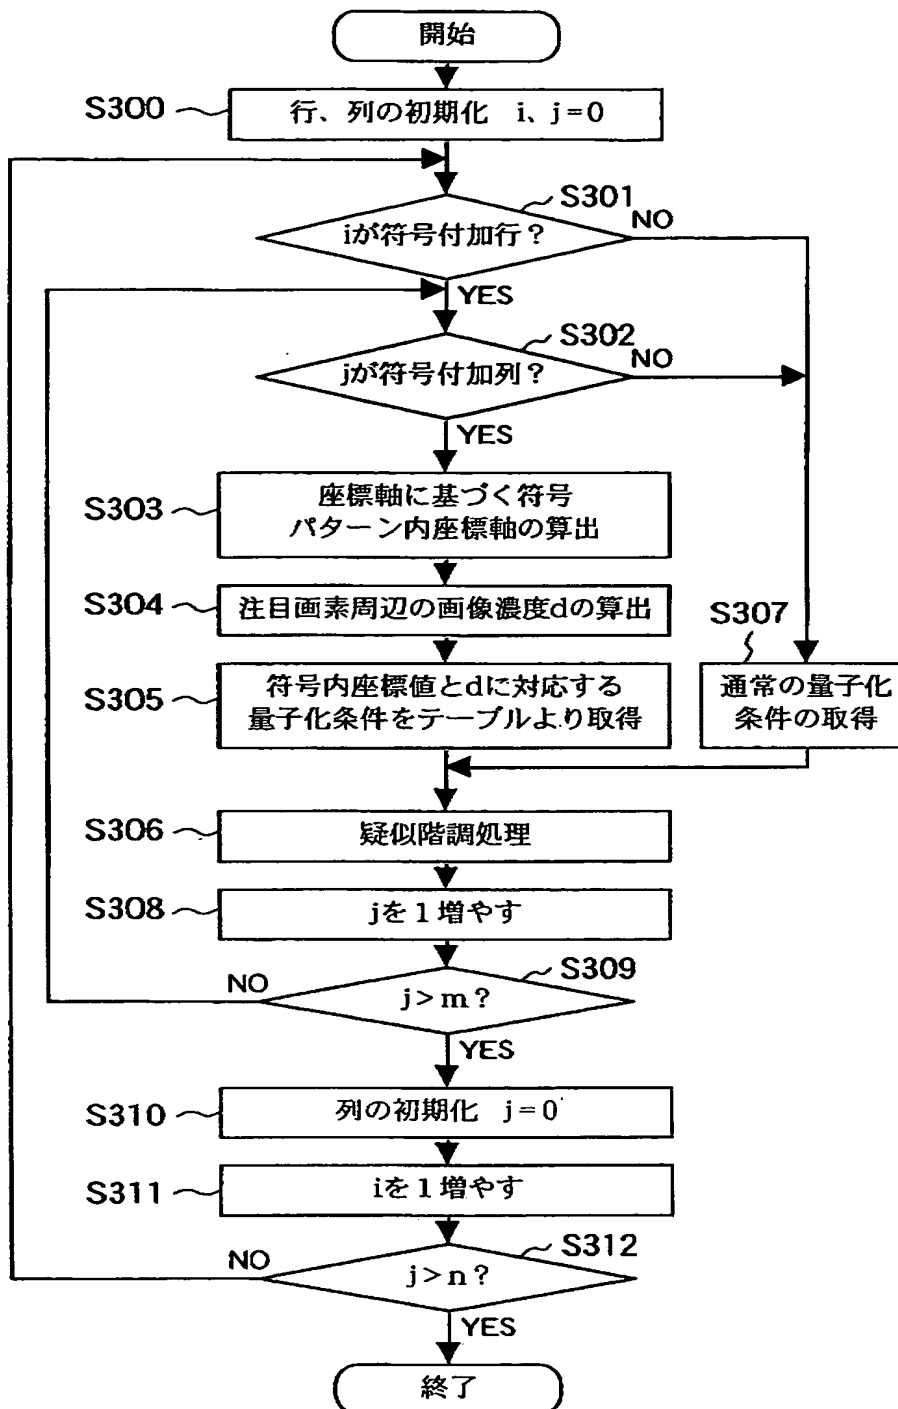 開始
S300
行、列の初期化 i、j=0
S301
iが符号付加行？
NO
YES
S302
jが符号付加列？
NO
YES
S303
座標軸に基づく符号
パターン内座標軸の算出
S304
注目画素周辺の画像濃度dの算出
S305
符号内座標値とdに対応する
量子化条件をテーブルより取得
S307
通常の量子化
条件の取得
S306
疑似階調処理
S308
jを１増やす
S309
j>m？
NO
YES
S310
列の初期化 j=0
S311
iを１増やす
S312
j>n？
NO
YES
終了